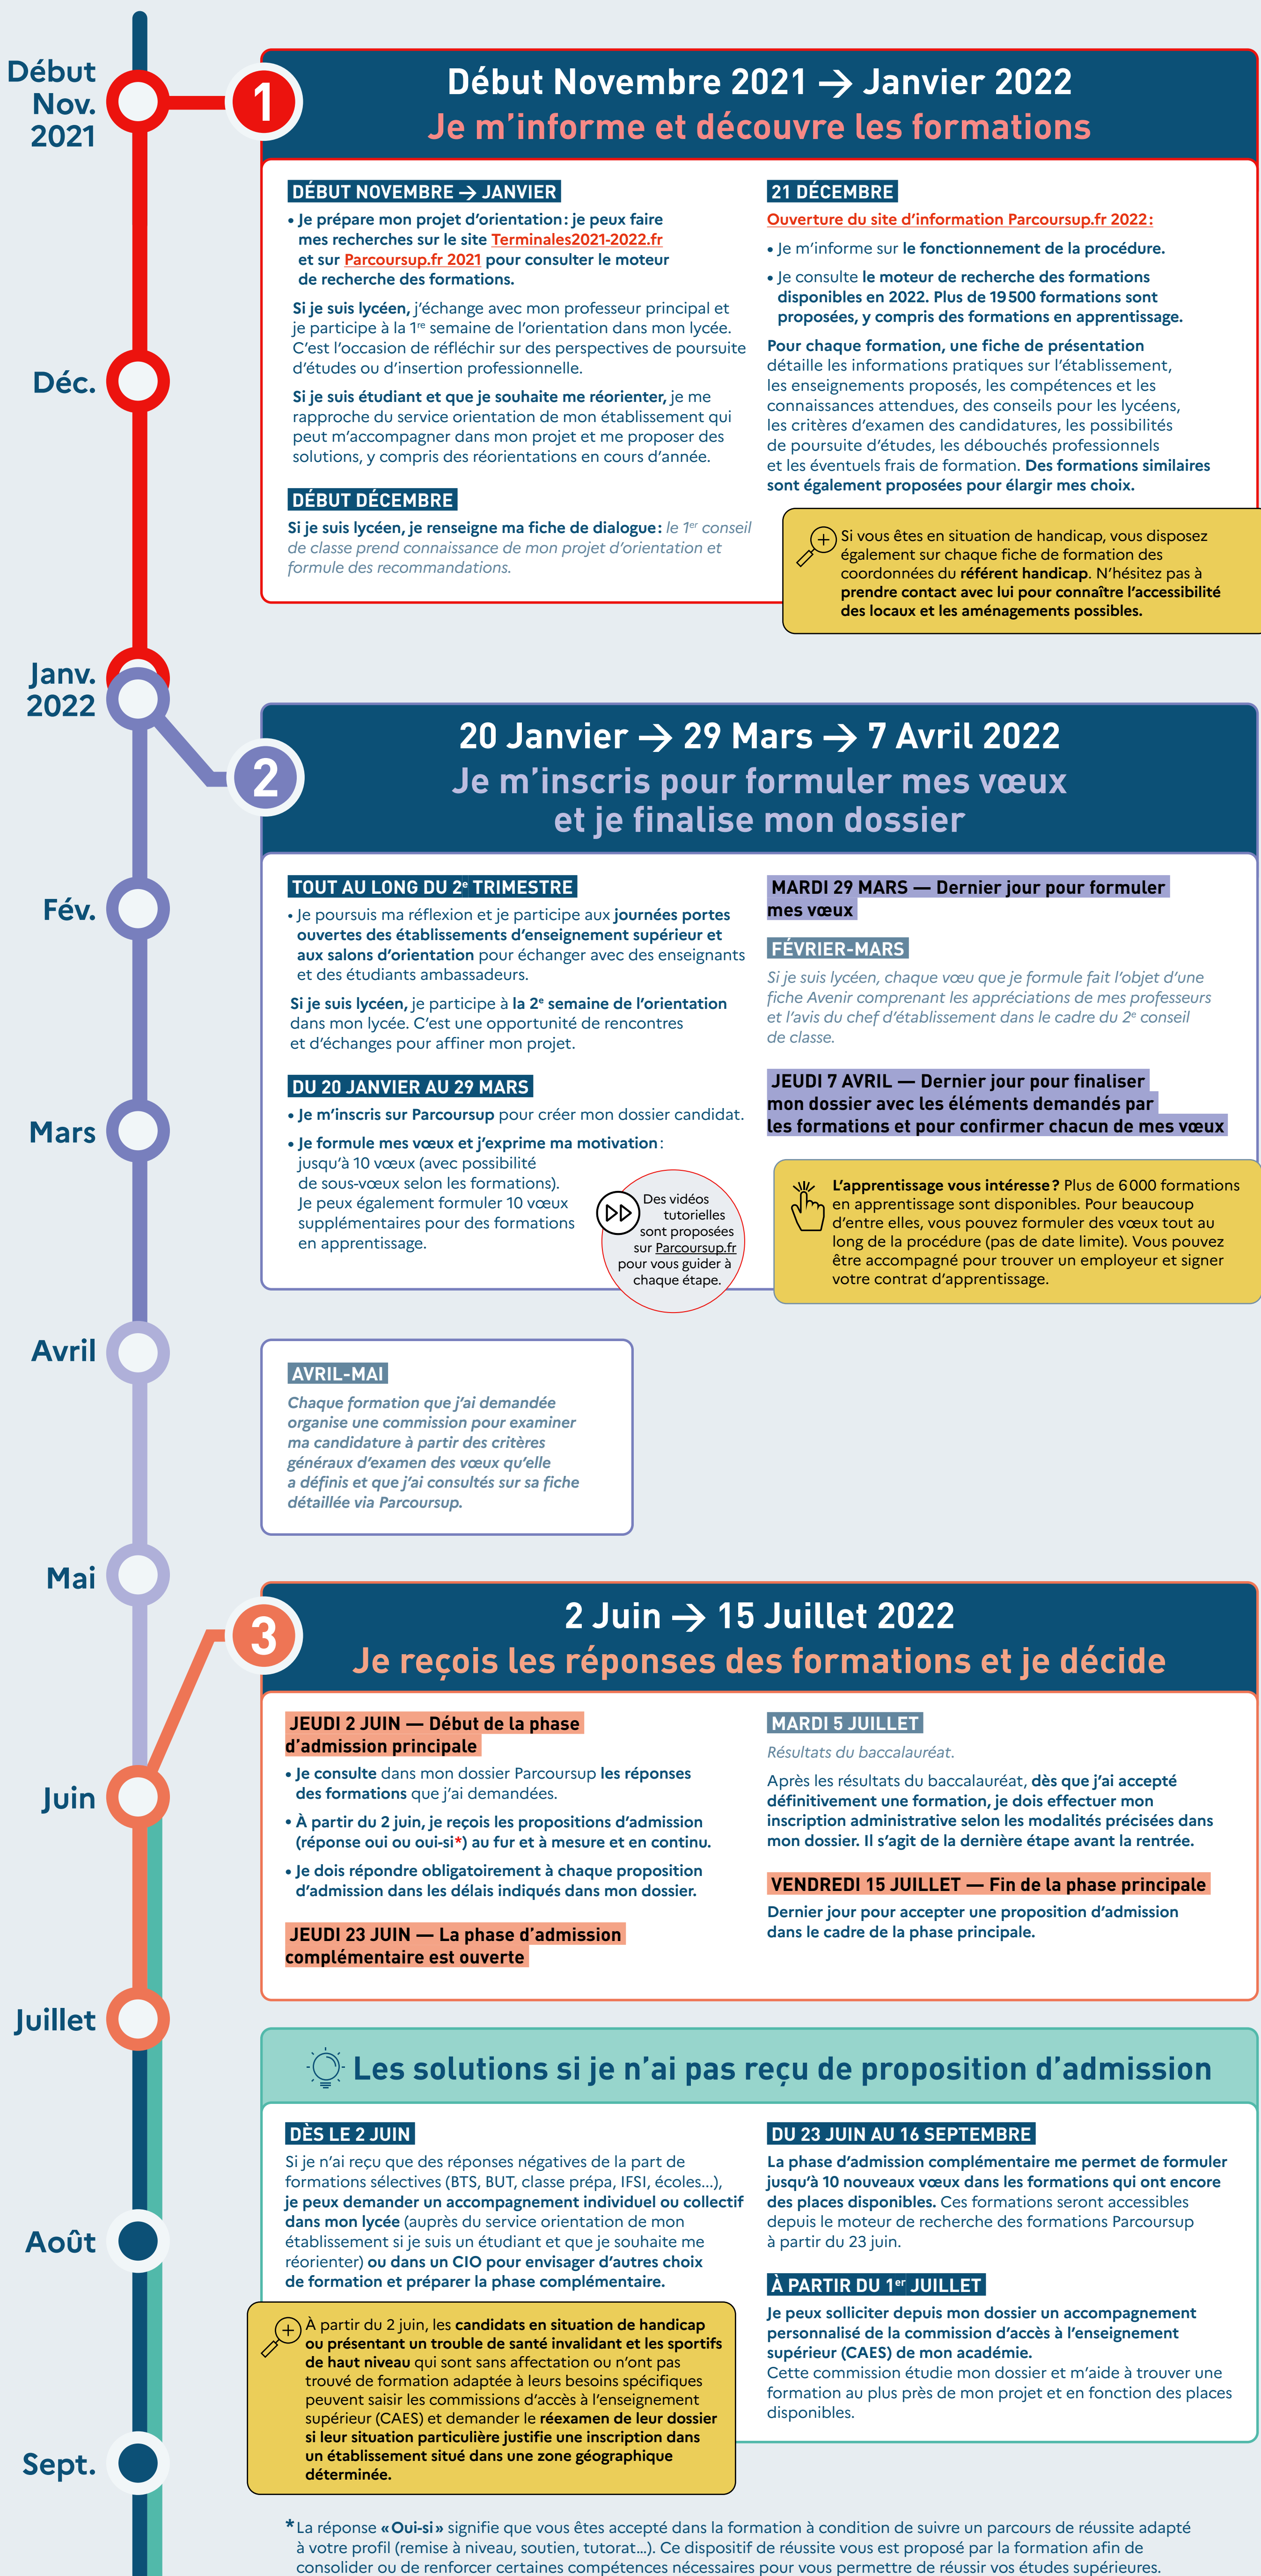 Début
Nov.
2021
Déc.
Janv.
2022
Fév.
Mars
Avril
Mai
Juin
Juillet
Août
Sept.
1
Début Novembre 2021 → Janvier 2022
Je m’informe et découvre les formations
DÉBUT NOVEMBRE → JANVIER
• Je prépare mon projet d’orientation : je peux faire
mes recherches sur le site Terminales2021-2022.fr
et sur Parcoursup.fr 2021 pour consulter le moteur
de recherche des formations.
Si je suis lycéen, j’échange avec mon professeur principal et
je participe à la 1re semaine de l’orientation dans mon lycée.
C’est l’occasion de réfléchir sur des perspectives de poursuite
d’études ou d’insertion professionnelle.
Si je suis étudiant et que je souhaite me réorienter, je me
rapproche du service orientation de mon établissement qui
peut m’accompagner dans mon projet et me proposer des
solutions, y compris des réorientations en cours d’année.
DÉBUT DÉCEMBRE
Si je suis lycéen, je renseigne ma fiche de dialogue : le 1er conseil
de classe prend connaissance de mon projet d’orientation et
formule des recommandations.
21 DÉCEMBRE
Ouverture du site d’information Parcoursup.fr 2022 :
• Je m’informe sur le fonctionnement de la procédure.
• Je consulte le moteur de recherche des formations
disponibles en 2022. Plus de 19 500 formations sont
proposées, y compris des formations en apprentissage.
Pour chaque formation, une fiche de présentation
détaille les informations pratiques sur l’établissement,
les enseignements proposés, les compétences et les
connaissances attendues, des conseils pour les lycéens,
les critères d’examen des candidatures, les possibilités
de poursuite d’études, les débouchés professionnels
et les éventuels frais de formation. Des formations similaires
sont également proposées pour élargir mes choix.
Si vous êtes en situation de handicap, vous disposez
également sur chaque fiche de formation des
coordonnées du référent handicap. N’hésitez pas à
prendre contact avec lui pour connaître l’accessibilité
des locaux et les aménagements possibles.
2
20 Janvier → 29 Mars → 7 Avril 2022
Je m’inscris pour formuler mes vœux
et je finalise mon dossier
TOUT AU LONG DU 2e TRIMESTRE
• Je poursuis ma réflexion et je participe aux journées portes
ouvertes des établissements d’enseignement supérieur et
aux salons d’orientation pour échanger avec des enseignants
et des étudiants ambassadeurs.
Si je suis lycéen, je participe à la 2e semaine de l’orientation
dans mon lycée. C’est une opportunité de rencontres
et d’échanges pour affiner mon projet.
DU 20 JANVIER AU 29 MARS
• Je m’inscris sur Parcoursup pour créer mon dossier candidat.
• Je formule mes vœux et j’exprime ma motivation :
jusqu’à 10 vœux (avec possibilité
de sous-vœux selon les formations).
Je peux également formuler 10 vœux
supplémentaires pour des formations
en apprentissage.
Des vidéos
tutorielles
sont proposées
sur Parcoursup.fr
pour vous guider à
chaque étape.
MARDI 29 MARS — Dernier jour pour formuler
mes vœux
FÉVRIER-MARS
Si je suis lycéen, chaque vœu que je formule fait l’objet d’une
fiche Avenir comprenant les appréciations de mes professeurs
et l’avis du chef d’établissement dans le cadre du 2e conseil
de classe.
JEUDI 7 AVRIL — Dernier jour pour finaliser
mon dossier avec les éléments demandés par
les formations et pour confirmer chacun de mes vœux
L’apprentissage vous intéresse ? Plus de 6 000 formations
en apprentissage sont disponibles. Pour beaucoup
d’entre elles, vous pouvez formuler des vœux tout au
long de la procédure (pas de date limite). Vous pouvez
être accompagné pour trouver un employeur et signer
votre contrat d’apprentissage.
AVRIL-MAI
Chaque formation que j’ai demandée
organise une commission pour examiner
ma candidature à partir des critères
généraux d’examen des vœux qu’elle
a définis et que j’ai consultés sur sa fiche
détaillée via Parcoursup.
3
2 Juin → 15 Juillet 2022
Je reçois les réponses des formations et je décide
JEUDI 2 JUIN — Début de la phase
d’admission principale
• Je consulte dans mon dossier Parcoursup les réponses
des formations que j’ai demandées.
• À partir du 2 juin, je reçois les propositions d’admission
(réponse oui ou oui-si*) au fur et à mesure et en continu.
• Je dois répondre obligatoirement à chaque proposition
d’admission dans les délais indiqués dans mon dossier.
JEUDI 23 JUIN — La phase d’admission
complémentaire est ouverte
MARDI 5 JUILLET
Résultats du baccalauréat.
Après les résultats du baccalauréat, dès que j’ai accepté
définitivement une formation, je dois effectuer mon
inscription administrative selon les modalités précisées dans
mon dossier. Il s’agit de la dernière étape avant la rentrée.
VENDREDI 15 JUILLET — Fin de la phase principale
Dernier jour pour accepter une proposition d’admission
dans le cadre de la phase principale.
Les solutions si je n’ai pas reçu de proposition d’admission
DÈS LE 2 JUIN
Si je n’ai reçu que des réponses négatives de la part de
formations sélectives (BTS, BUT, classe prépa, IFSI, écoles...),
je peux demander un accompagnement individuel ou collectif
dans mon lycée (auprès du service orientation de mon
établissement si je suis un étudiant et que je souhaite me
réorienter) ou dans un CIO pour envisager d’autres choix
de formation et préparer la phase complémentaire.
À partir du 2 juin, les candidats en situation de handicap
ou présentant un trouble de santé invalidant et les sportifs
de haut niveau qui sont sans affectation ou n’ont pas
trouvé de formation adaptée à leurs besoins spécifiques
peuvent saisir les commissions d’accès à l’enseignement
supérieur (CAES) et demander le réexamen de leur dossier
si leur situation particulière justifie une inscription dans
un établissement situé dans une zone géographique
déterminée.
DU 23 JUIN AU 16 SEPTEMBRE
La phase d’admission complémentaire me permet de formuler
jusqu’à 10 nouveaux vœux dans les formations qui ont encore
des places disponibles. Ces formations seront accessibles
depuis le moteur de recherche des formations Parcoursup
à partir du 23 juin.
À PARTIR DU 1er JUILLET
Je peux solliciter depuis mon dossier un accompagnement
personnalisé de la commission d’accès à l’enseignement
supérieur (CAES) de mon académie.
Cette commission étudie mon dossier et m’aide à trouver une
formation au plus près de mon projet et en fonction des places
disponibles.
* La réponse «Oui-si» signifie que vous êtes accepté dans la formation à condition de suivre un parcours de réussite adapté
à votre profil (remise à niveau, soutien, tutorat...). Ce dispositif de réussite vous est proposé par la formation afin de
consolider ou de renforcer certaines compétences nécessaires pour vous permettre de réussir vos études supérieures.